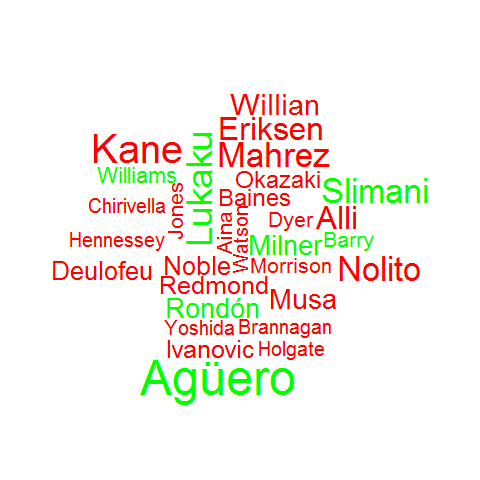 Willian
Eriksen
Kane
Mahrez
Lukaku
Williams
Okazaki
Slimani
Jones
Baines
Chirivella
Dyer
Alli
Aina
Watson
Hennessey
Milner
Barry
Deulofeu
Noble
Morrison
Nolito
Redmond
Musa
Rondón
Yoshida
Brannagan
Ivanovic
Holgate
Agüero